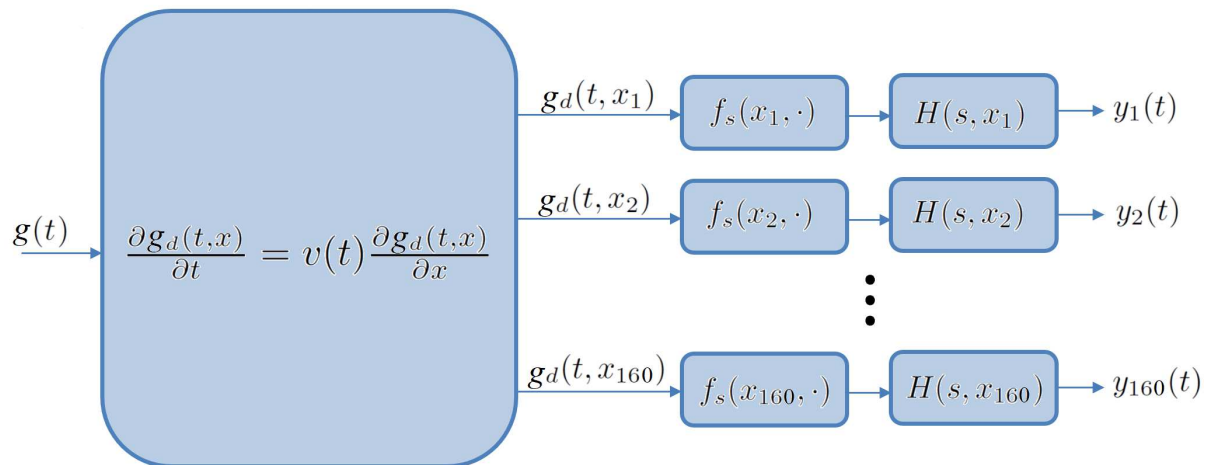 g(t)
∂g_d(t,x)/∂t = v(t) ∂g_d(t,x)/∂x
g_d(t, x_1)
f_s(x_1, ·)
H(s, x_1)
y_1(t)
g_d(t, x_2)
f_s(x_2, ·)
H(s, x_2)
y_2(t)
g_d(t, x_160)
f_s(x_160, ·)
H(s, x_160)
y_160(t)